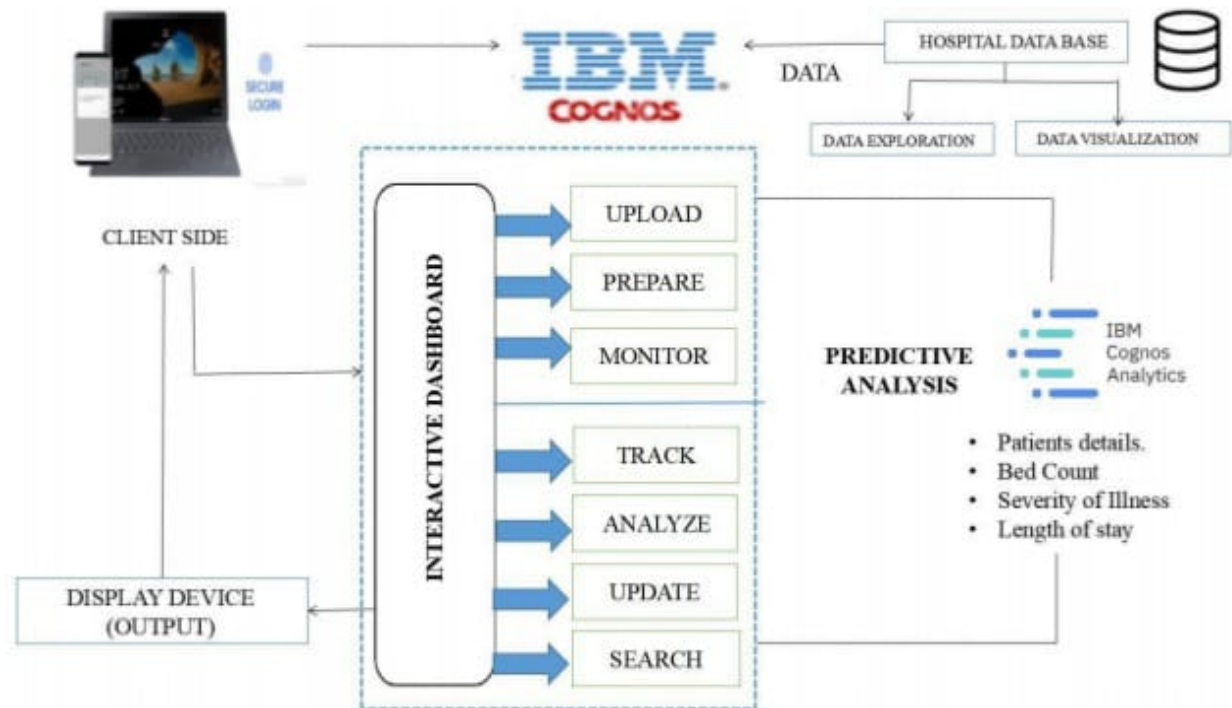 SECURE
LOGIN
IBM
COGNOS
DATA
HOSPITAL DATA BASE
DATA EXPLORATION
DATA VISUALIZATION
CLIENT SIDE
INTERACTIVE DASHBOARD
UPLOAD
PREPARE
MONITOR
TRACK
ANALYZE
UPDATE
SEARCH
PREDICTIVE
ANALYSIS
IBM
Cognos
Analytics
• Patients details.
• Bed Count
• Severity of Illness
• Length of stay
DISPLAY DEVICE
(OUTPUT)